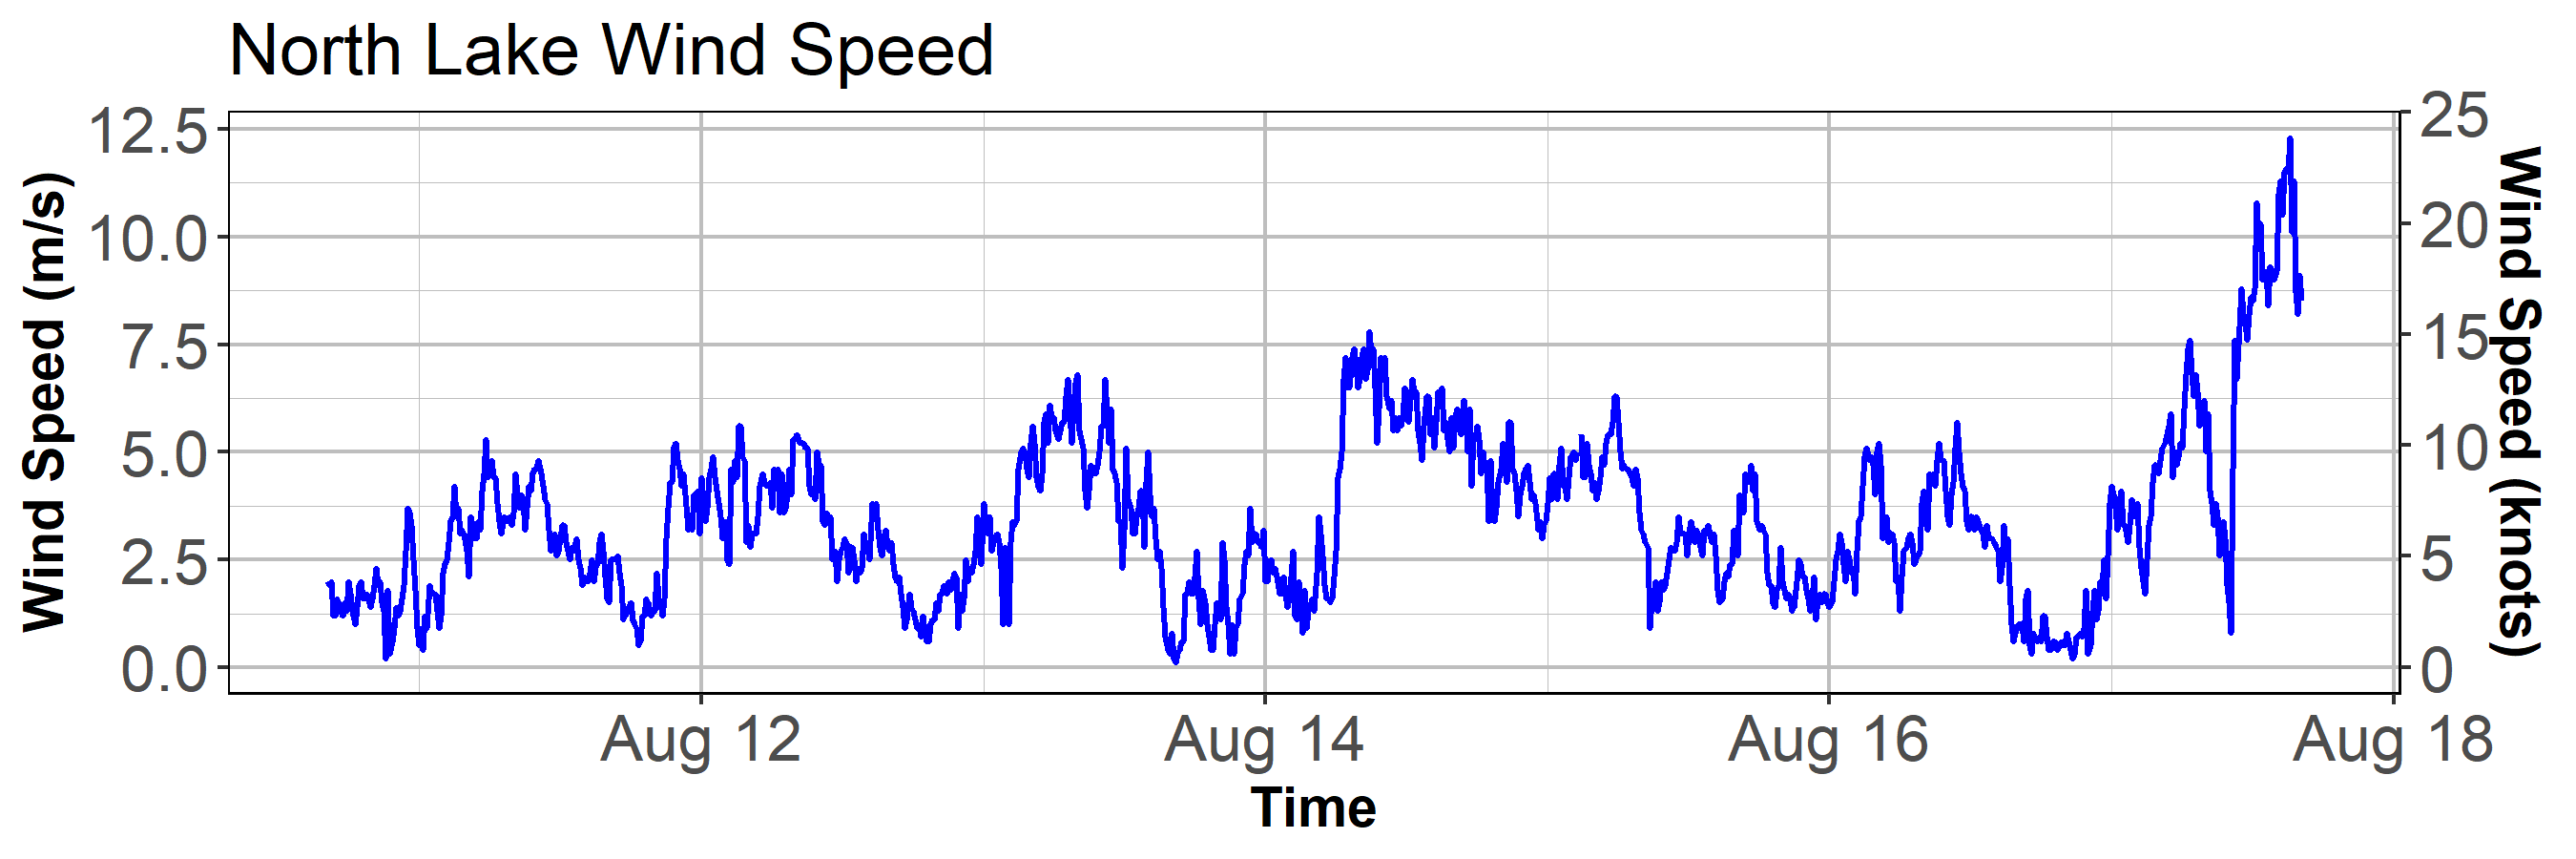 North Lake Wind Speed
Wind Speed (m/s)
12.5
10.0
7.5
5.0
2.5
0.0
25
20
15
10
5
0
Wind Speed (knots)
Aug 12 Aug 14 Aug 16 Aug 18
Time